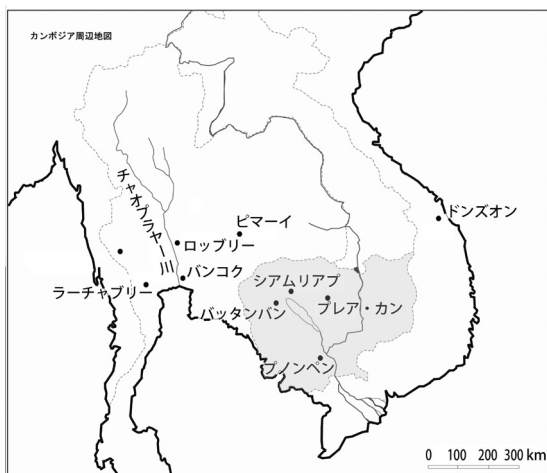 カンボジア周辺地図
チャオプラヤー川
ドンズオン
ピマーイ
ロッブリー
バンコク
ラーチャブリー
シアムリアプ
バッタンバン
プレア・カン
プノンペン
0 100 200 300 km